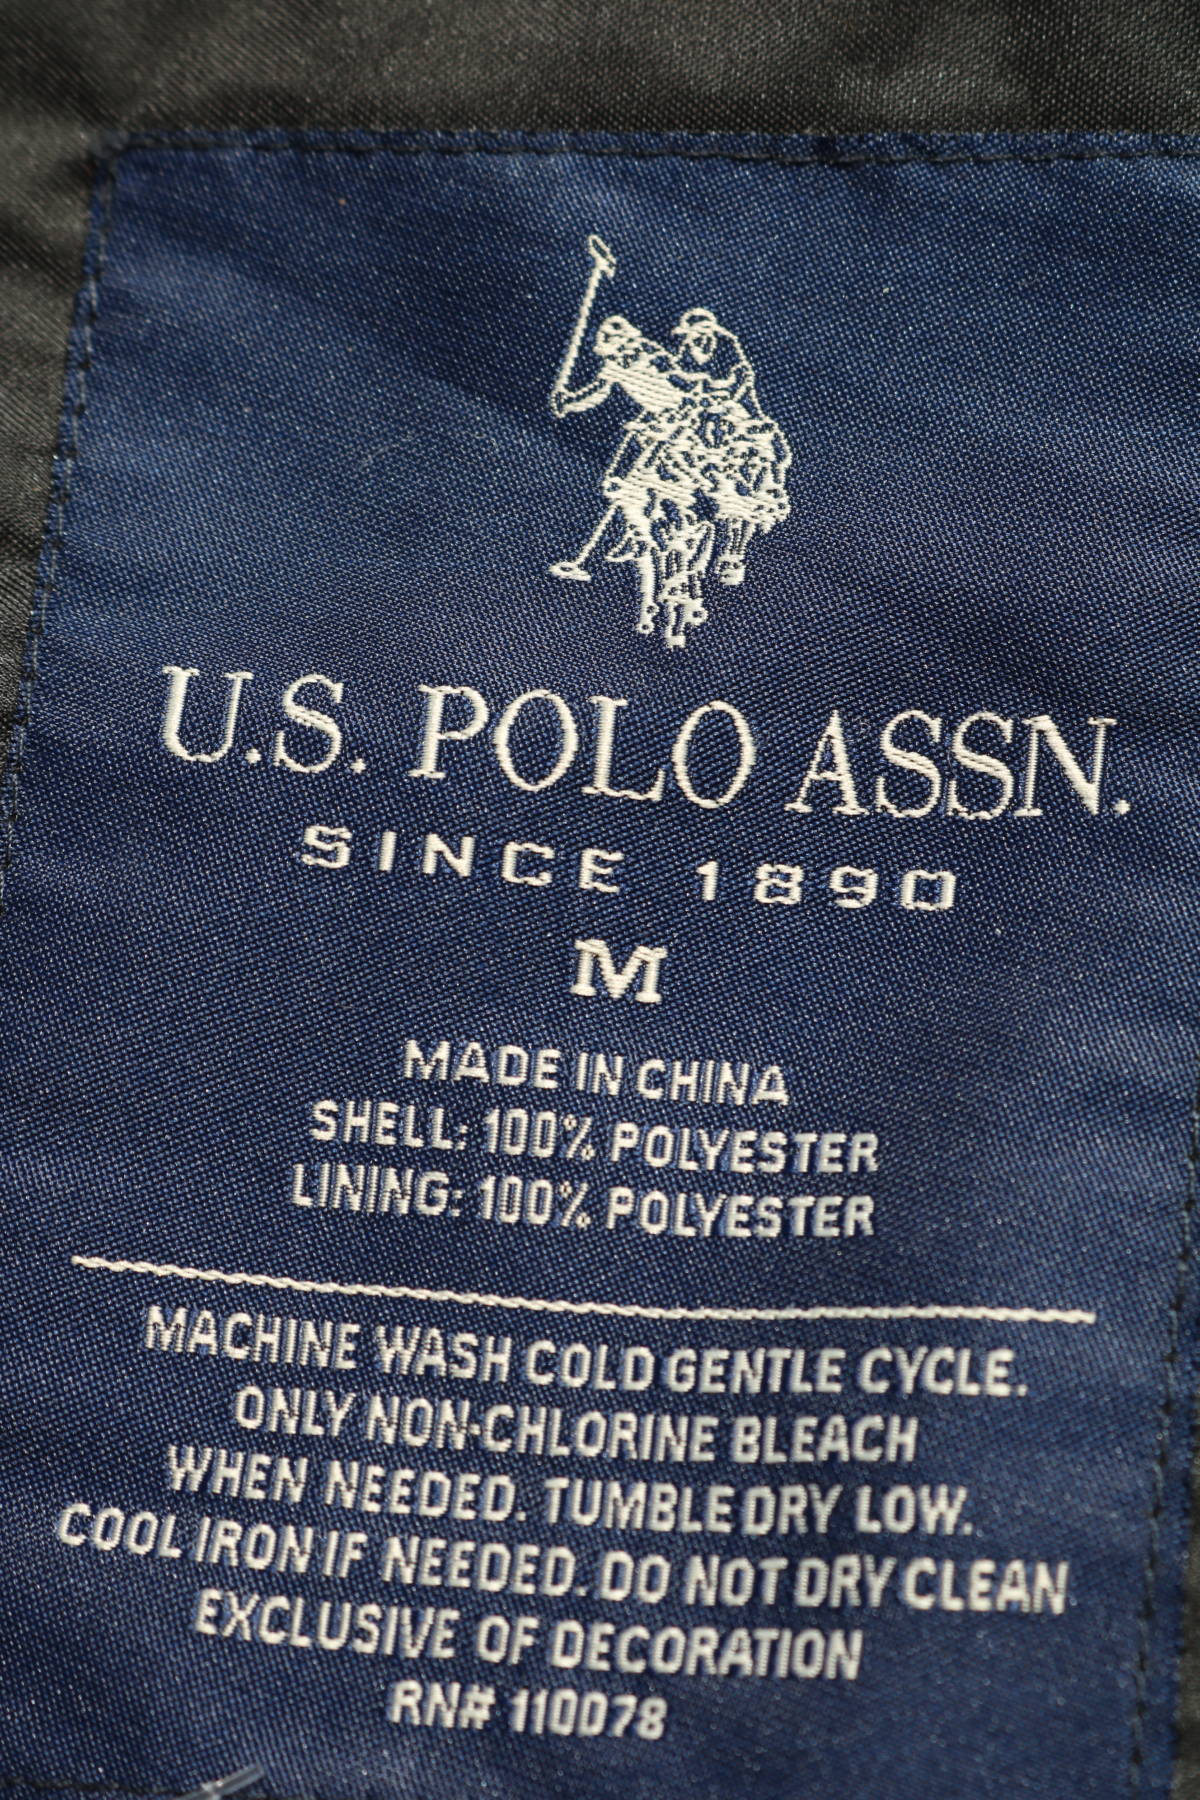 U.S. POLO ASSN.
SINCE 1890
M
MADE IN CHINA
SHELL: 100% POLYESTER
LINING: 100% POLYESTER
MACHINE WASH COLD GENTLE CYCLE.
ONLY NON-CHLORINE BLEACH
WHEN NEEDED. TUMBLE DRY LOW.
COOL IRON IF NEEDED. DO NOT DRY CLEAN
EXCLUSIVE OF DECORATION
RN# 110078